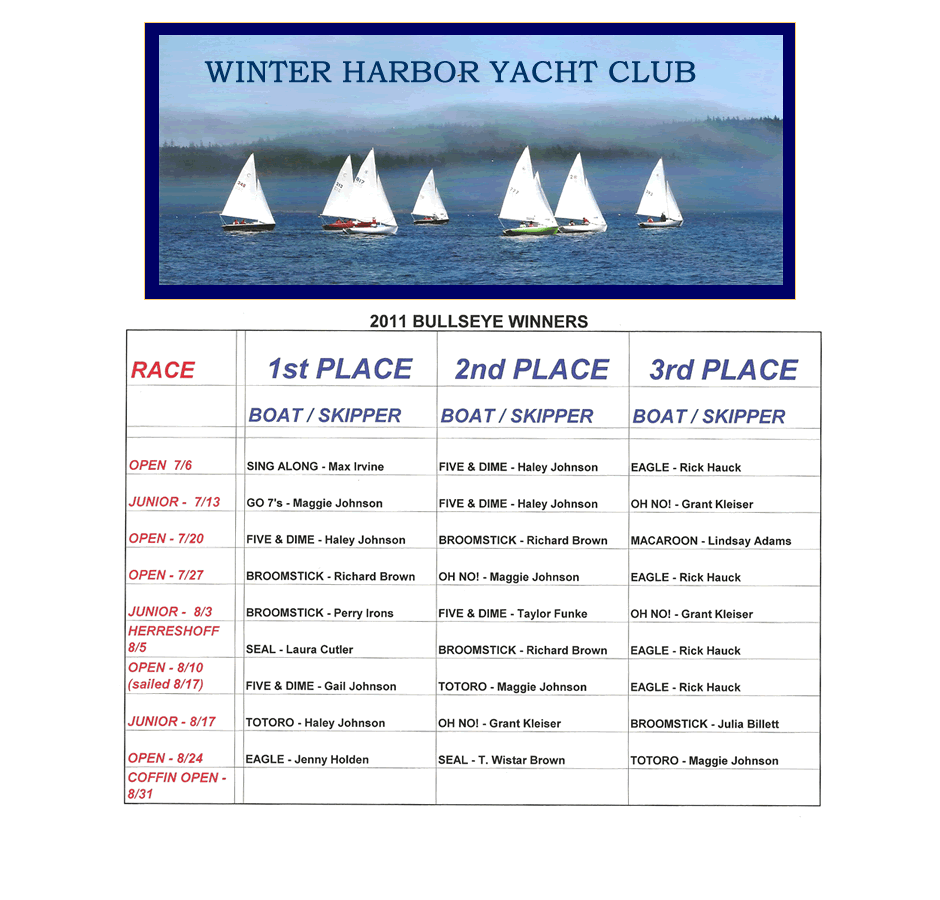 WINTER HARBOR YACHT CLUB
2011 BULLSEYE WINNERS
RACE 1st PLACE 2nd PLACE 3rd PLACE
BOAT / SKIPPER BOAT / SKIPPER BOAT / SKIPPER
OPEN 7/6 SING ALONG - Max Irvine FIVE & DIME - Haley Johnson EAGLE - Rick Hauck
JUNIOR - 7/13 GO 7's - Maggie Johnson FIVE & DIME - Haley Johnson OH NO! - Grant Kleiser
OPEN - 7/20 FIVE & DIME - Haley Johnson BROOMSTICK - Richard Brown MACAROON - Lindsay Adams
OPEN - 7/27 BROOMSTICK - Richard Brown OH NO! - Maggie Johnson EAGLE - Rick Hauck
JUNIOR - 8/3 BROOMSTICK - Perry Irons FIVE & DIME - Taylor Funke OH NO! - Grant Kleiser
HERRESHOFF
8/5 SEAL - Laura Cutler BROOMSTICK - Richard Brown EAGLE - Rick Hauck
OPEN - 8/10
(sailed 8/17) FIVE & DIME - Gail Johnson TOTORO - Maggie Johnson EAGLE - Rick Hauck
JUNIOR - 8/17 TOTORO - Haley Johnson OH NO! - Grant Kleiser BROOMSTICK - Julia Billett
OPEN - 8/24 EAGLE - Jenny Holden SEAL - T. Wistar Brown TOTORO - Maggie Johnson
COFFIN OPEN -
8/31